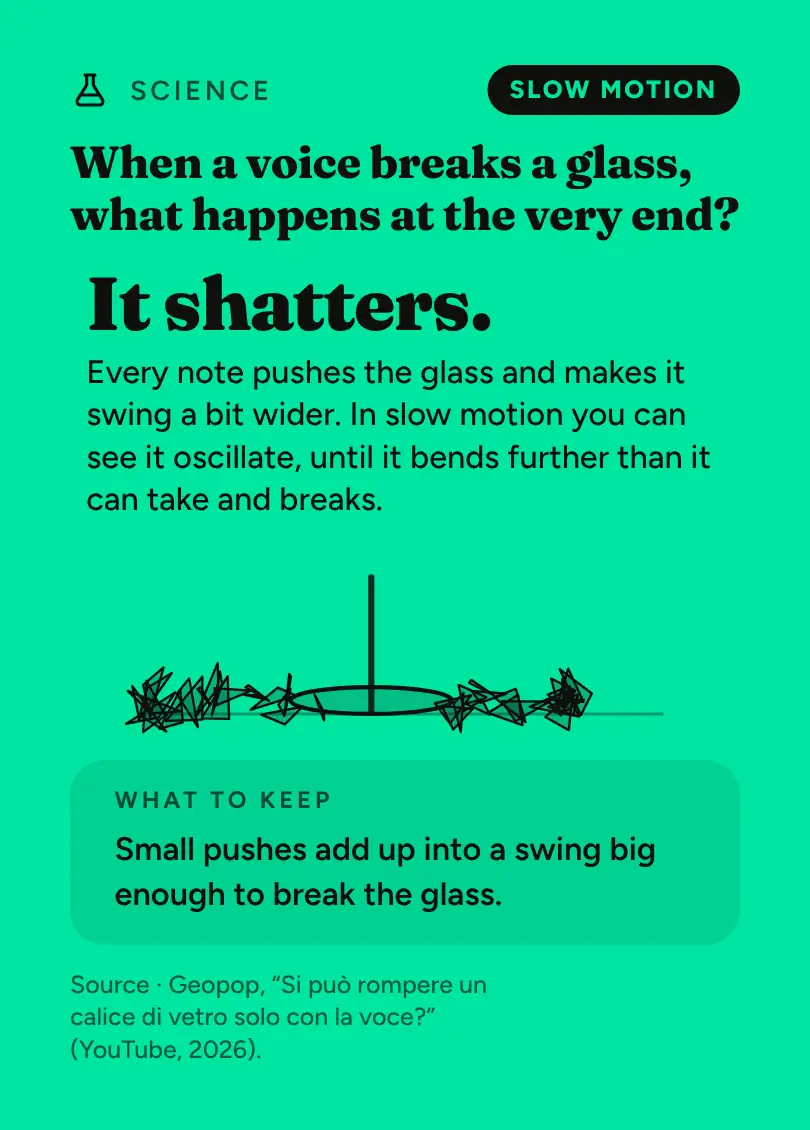 SCIENCE
SLOW MOTION
When a voice breaks a glass,
what happens at the very end?
It shatters.
Every note pushes the glass and makes it
swing a bit wider. In slow motion you can
see it oscillate, until it bends further than it
can take and breaks.
WHAT TO KEEP
Small pushes add up into a swing big
enough to break the glass.
Source · Geopop, “Si può rompere un
calice di vetro solo con la voce?”
(YouTube, 2026).